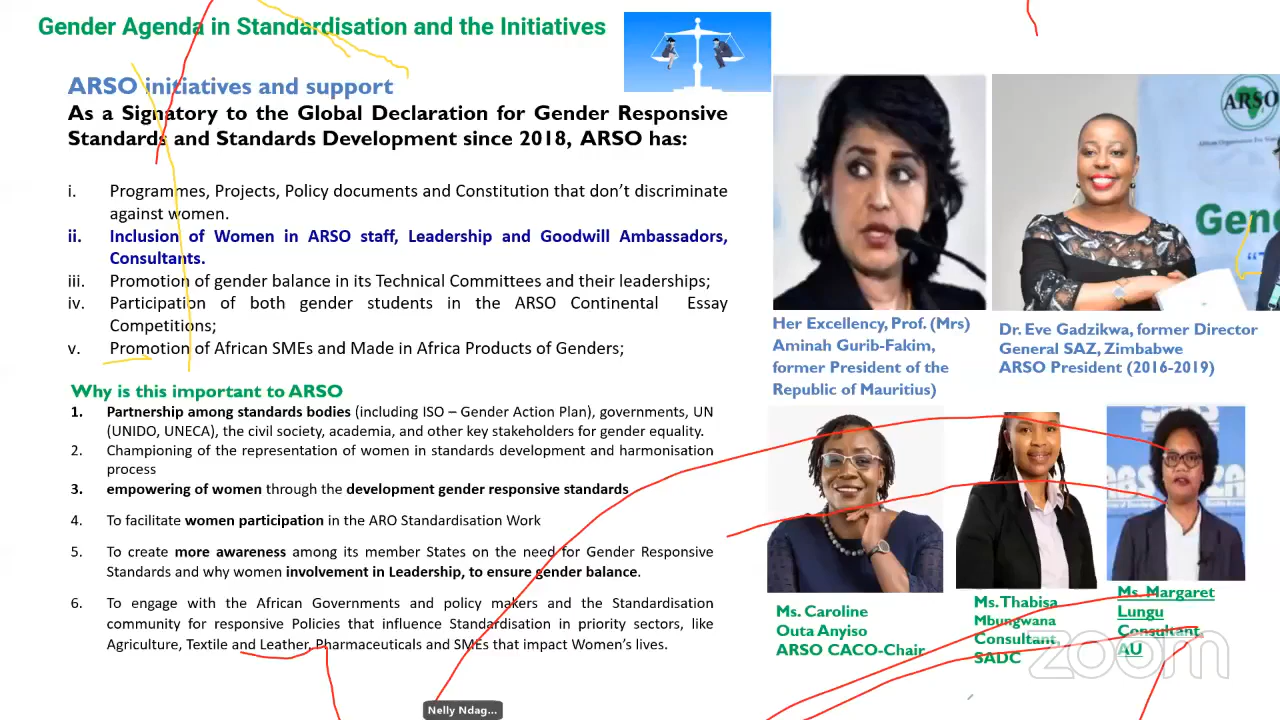 Gender Agenda in Standardisation and the Initiatives
ARSO initiatives and support
As a Signatory to the Global Declaration for Gender Responsive
Standards and Standards Development since 2018, ARSO has:
i. Programmes, Projects, Policy documents and Constitution that don't discriminate
against women.
ii. Inclusion of Women in ARSO staff, Leadership and Goodwill Ambassadors,
Consultants.
iii. Promotion of gender balance in its Technical Committees and their leaderships;
iv. Participation of both gender students in the ARSO Continental Essay
Competitions;
v. Promotion of African SMEs and Made in Africa Products of Genders;
Why is this important to ARSO
1. Partnership among standards bodies (including ISO – Gender Action Plan), governments, UN
(UNIDO, UNECA), the civil society, academia, and other key stakeholders for gender equality.
2. Championing of the representation of women in standards development and harmonisation
process
3. empowering of women through the development gender responsive standards
4. To facilitate women participation in the ARO Standardisation Work
5. To create more awareness among its member States on the need for Gender Responsive
Standards and why women involvement in Leadership, to ensure gender balance.
6. To engage with the African Governments and policy makers and the Standardisation
community for responsive Policies that influence Standardisation in priority sectors, like
Agriculture, Textile and Leather, Pharmaceuticals and SMEs that impact Women's lives.
ARSO
Gen
Her Excellency, Prof. (Mrs)
Aminah Gurib-Fakim,
former President of the
Republic of Mauritius)
Dr. Eve Gadzikwa, former Director
General SAZ, Zimbabwe
ARSO President (2016-2019)
Ms. Caroline
Outa Anyiso
ARSO CACO-Chair
Ms. Thabisa
Mbungwana
Consultant
SADC
Ms. Margaret
Lungu
Consultant,
AU
zoom
Nelly Ndag...